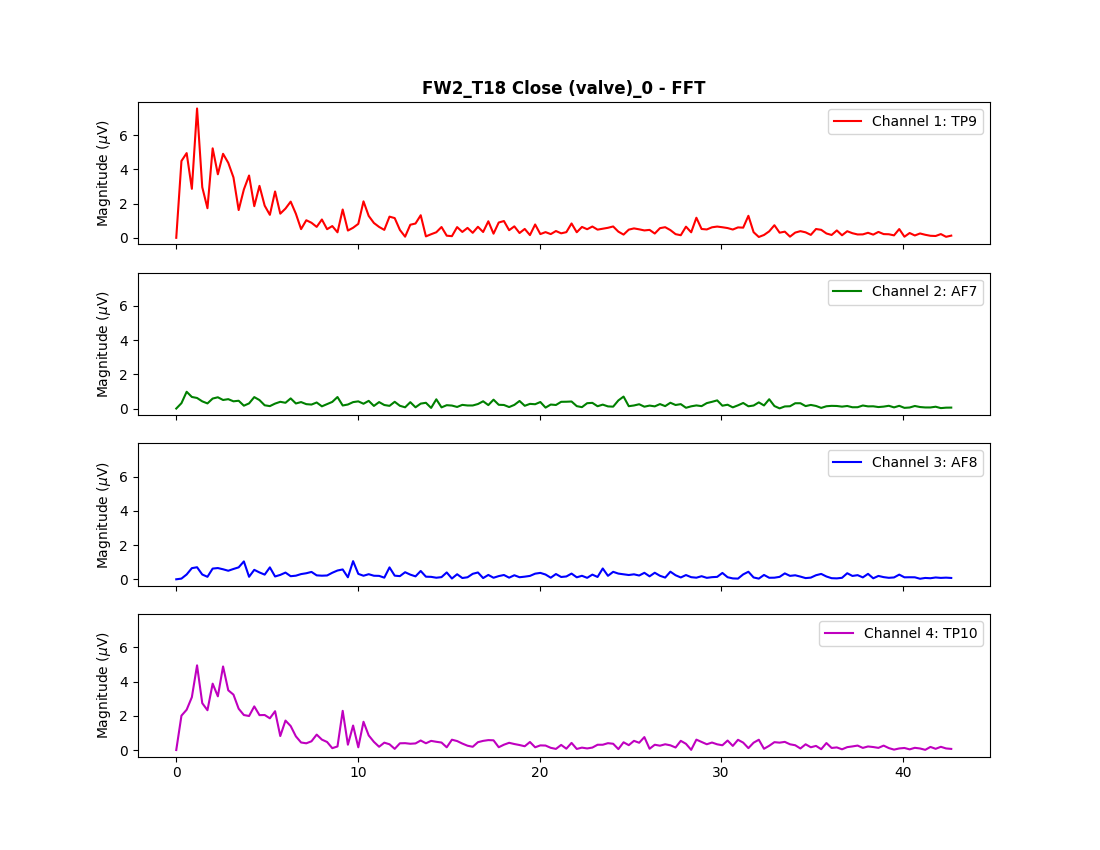 FW2_T18 Close (valve)_0 - FFT
Magnitude (μV)
6
4
2
0
Channel 1: TP9
Magnitude (μV)
6
4
2
0
Channel 2: AF7
Magnitude (μV)
6
4
2
0
Channel 3: AF8
Magnitude (μV)
6
4
2
0
Channel 4: TP10
0 10 20 30 40